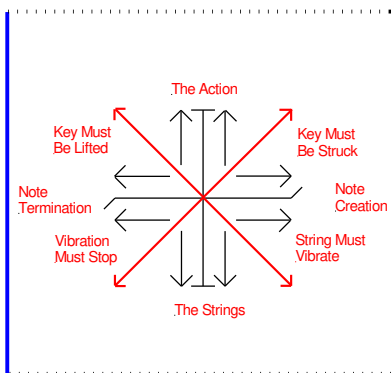 The Action
Key Must
Be Lifted
Key Must
Be Struck
Note
Termination
Note
Creation
Vibration
Must Stop
String Must
Vibrate
The Strings